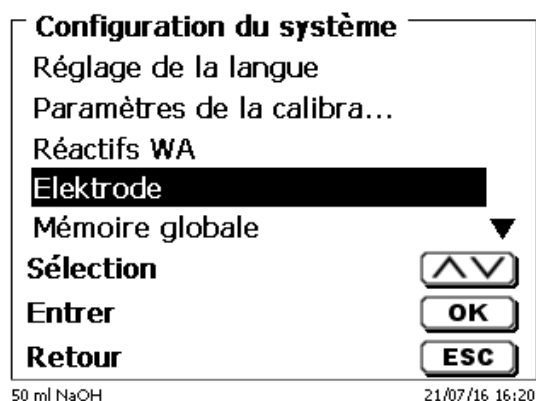 Configuration du système
Réglage de la langue
Paramètres de la calibra...
Réactifs WA
Elektrode
Mémoire globale
Sélection
Entrer OK
Retour ESC
50 ml NaOH 21/07/16 16:20